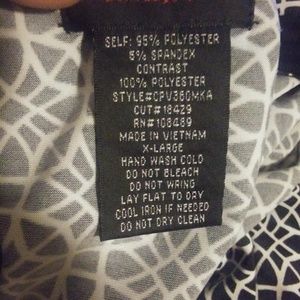 SELF: 95% POLYESTER
5% SPANDEX
CONTRAST
100% POLYESTER
STYLE#CPV386MKA
CUT#18429
RN#108489
MADE IN VIETNAM
X-LARGE
HAND WASH COLD
DO NOT BLEACH
DO NOT WRING
LAY FLAT TO DRY
COOL IRON IF NEEDED
DO NOT DRY CLEAN